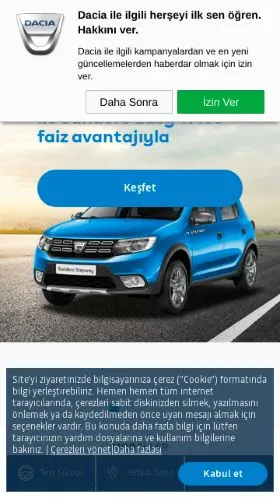 DACIA
Dacia ile ilgili herşeyi ilk sen öğren.
Hakkını ver.
Dacia ile ilgili kampanyalardan ve en yeni
güncellemelerden haberdar olmak için izin
ver.
Daha Sonra
İzin Ver
faiz avantajıyla
Keşfet
Sandero Stepway
Site'yi ziyaretinizde bilgisayarınıza çerez ("Cookie") formatında
bilgi yerleştirebiliriz. Hemen hemen tüm internet
tarayıcılarında, çerezleri sabit diskinizden silmek, yazılmasını
önlemek ya da kaydedilmeden önce uyarı mesajı almak için
seçenekler vardır. Bu konuda daha fazla bilgi için lütfen
tarayıcınızın yardım dosyalarına ve kullanım bilgilerine
bakınız. | Çerezleri yönet|Daha fazlası
Test Sürüşü
Yetkili Satıcı
Kabul et